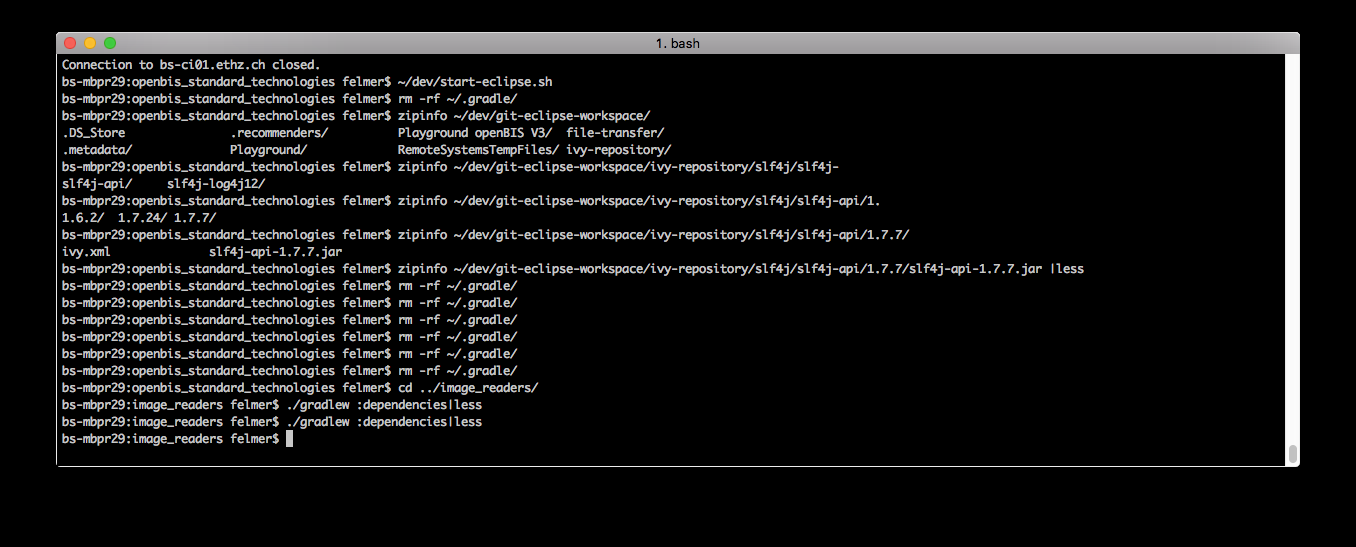 1. bash
Connection to bs-ci01.ethz.ch closed.
bs-mbpr29:openbis_standard_technologies felmer$ ~/dev/start-eclipse.sh
bs-mbpr29:openbis_standard_technologies felmer$ rm -rf ~/.gradle/
bs-mbpr29:openbis_standard_technologies felmer$ zipinfo ~/dev/git-eclipse-workspace/
.DS_Store .recommenders/ Playground openBIS V3/ file-transfer/
.metadata/ Playground/ RemoteSystemsTempFiles/ ivy-repository/
bs-mbpr29:openbis_standard_technologies felmer$ zipinfo ~/dev/git-eclipse-workspace/ivy-repository/slf4j/slf4j-
slf4j-api/ slf4j-log4j12/
bs-mbpr29:openbis_standard_technologies felmer$ zipinfo ~/dev/git-eclipse-workspace/ivy-repository/slf4j/slf4j-api/1.
1.6.2/ 1.7.24/ 1.7.7/
bs-mbpr29:openbis_standard_technologies felmer$ zipinfo ~/dev/git-eclipse-workspace/ivy-repository/slf4j/slf4j-api/1.7.7/
ivy.xml slf4j-api-1.7.7.jar
bs-mbpr29:openbis_standard_technologies felmer$ zipinfo ~/dev/git-eclipse-workspace/ivy-repository/slf4j/slf4j-api/1.7.7/slf4j-api-1.7.7.jar |less
bs-mbpr29:openbis_standard_technologies felmer$ rm -rf ~/.gradle/
bs-mbpr29:openbis_standard_technologies felmer$ rm -rf ~/.gradle/
bs-mbpr29:openbis_standard_technologies felmer$ rm -rf ~/.gradle/
bs-mbpr29:openbis_standard_technologies felmer$ rm -rf ~/.gradle/
bs-mbpr29:openbis_standard_technologies felmer$ rm -rf ~/.gradle/
bs-mbpr29:openbis_standard_technologies felmer$ rm -rf ~/.gradle/
bs-mbpr29:openbis_standard_technologies felmer$ cd ../image_readers/
bs-mbpr29:image_readers felmer$ ./gradlew :dependencies|less
bs-mbpr29:image_readers felmer$ ./gradlew :dependencies|less
bs-mbpr29:image_readers felmer$